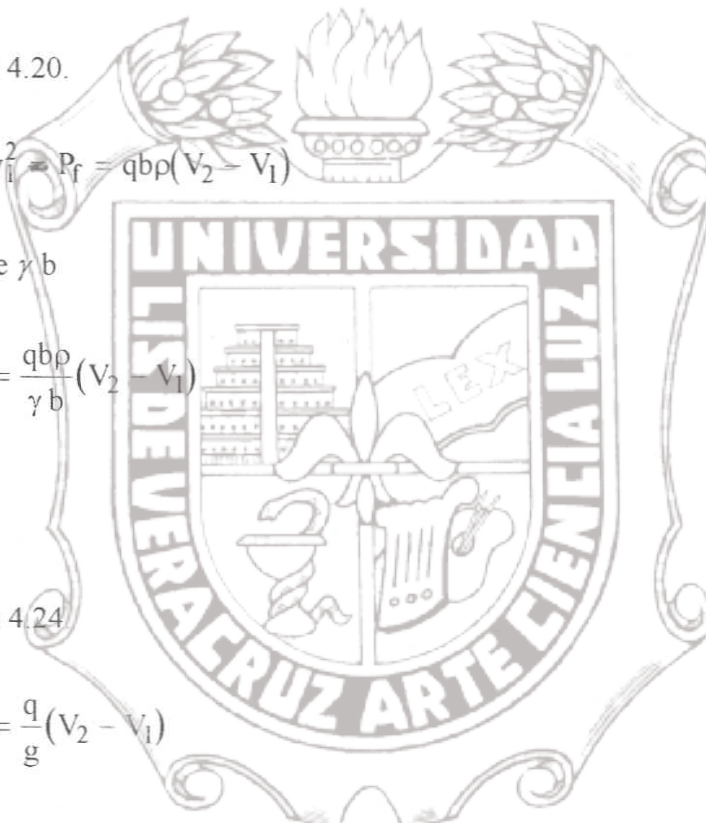 4.20.
= P_f = qbρ(V_2 − V_1)
γ b
= qbρ/γ b (V_2 − V_1)
4.24
= q/g (V_2 − V_1)
UNIVERSIDAD
LIS DE VERACRUZ ARTE CIENCIA LUZ
LEX